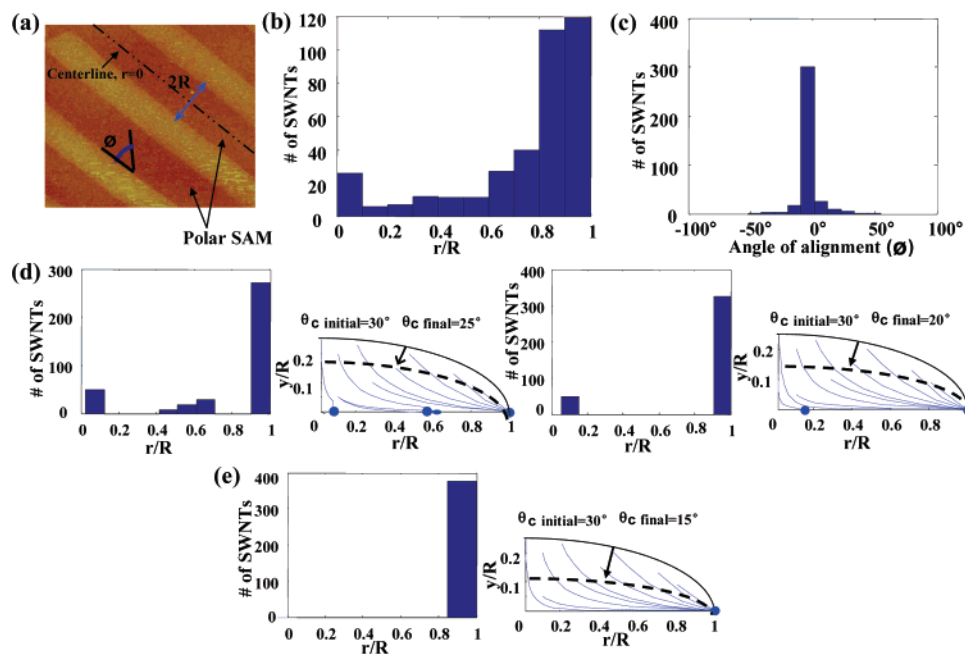 (a)
Centerline, r=0
2R
ø
Polar SAM
(b)
# of SWNTs
120
100
80
60
40
20
0
0 0.2 0.4 0.6 0.8 1
r/R
(c)
# of SWNTs
400
300
200
100
0
-100° -50° 0° 50° 100°
Angle of alignment (ø)
(d)
# of SWNTs
300
200
100
0
0 0.2 0.4 0.6 0.8 1
r/R
θc initial=30° θc final=25°
y/R
0.2
0.1
0 0.2 0.4 0.6 0.8 1
r/R
# of SWNTs
400
300
200
100
0
0 0.2 0.4 0.6 0.8 1
r/R
θc initial=30° θc final=20°
y/R
0.2
0.1
0 0.2 0.4 0.6 0.8 1
r/R
(e)
# of SWNTs
400
300
200
100
0
0 0.2 0.4 0.6 0.8 1
r/R
θc initial=30° θc final=15°
y/R
0.2
0.1
0 0.2 0.4 0.6 0.8 1
r/R